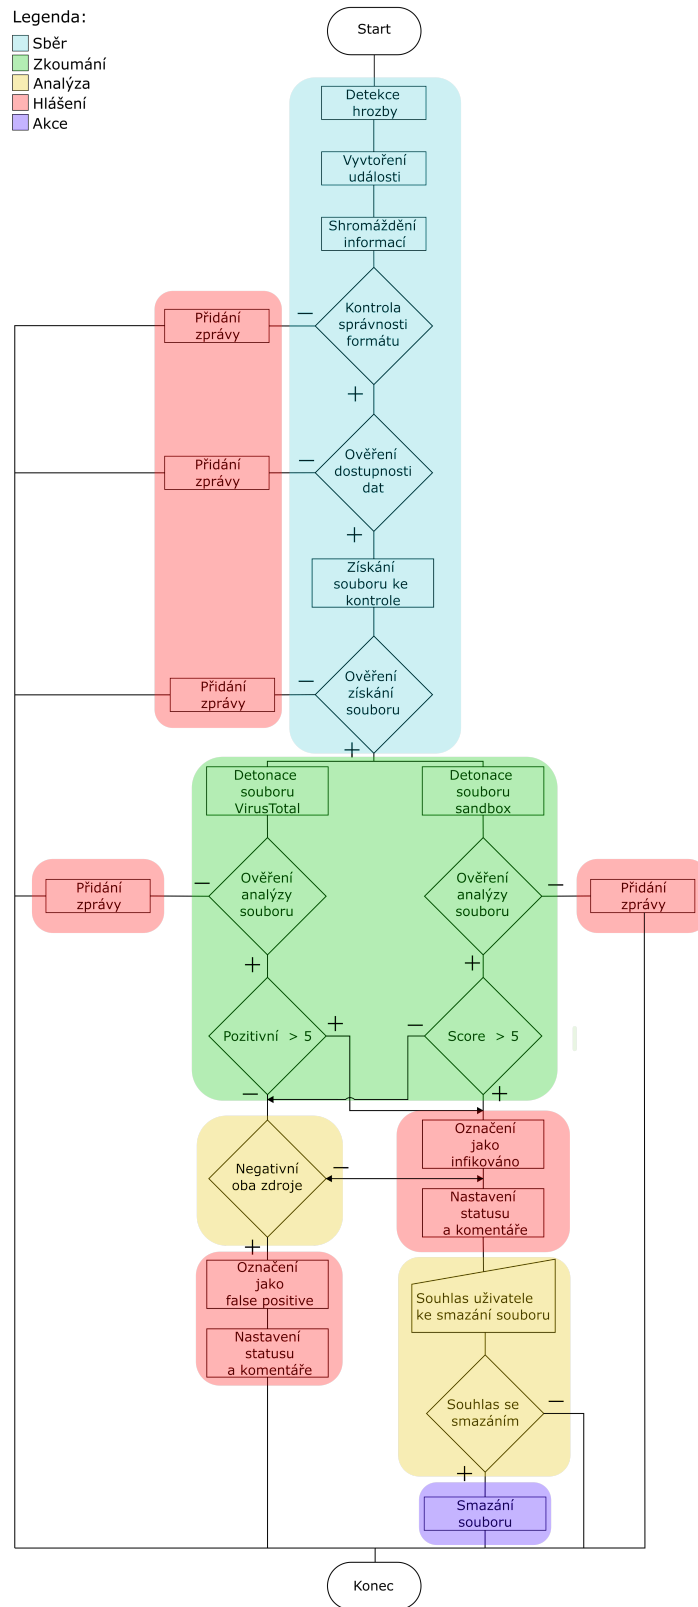 Legenda:
Sběr
Zkoumání
Analýza
Hlášení
Akce
Start
Detekce
hrozby
Vyvtoření
události
Shromáždění
informací
Kontrola
správnosti
formátu
Přidání
zprávy
Ověření
dostupnosti
dat
Přidání
zprávy
Získání
souboru ke
kontrole
Ověření
získání
souboru
Přidání
zprávy
Detonace
souboru
VirusTotal
Detonace
souboru
sandbox
Přidání
zprávy
Ověření
analýzy
souboru
Ověření
analýzy
souboru
Přidání
zprávy
Pozitivní > 5
Score > 5
Negativní
oba zdroje
Označení
jako
infikováno
Nastavení
statusu
a komentáře
Označení
jako
false positive
Nastavení
statusu
a komentáře
Souhlas uživatele
ke smazání souboru
Souhlas se
smazáním
Smazání
souboru
Konec